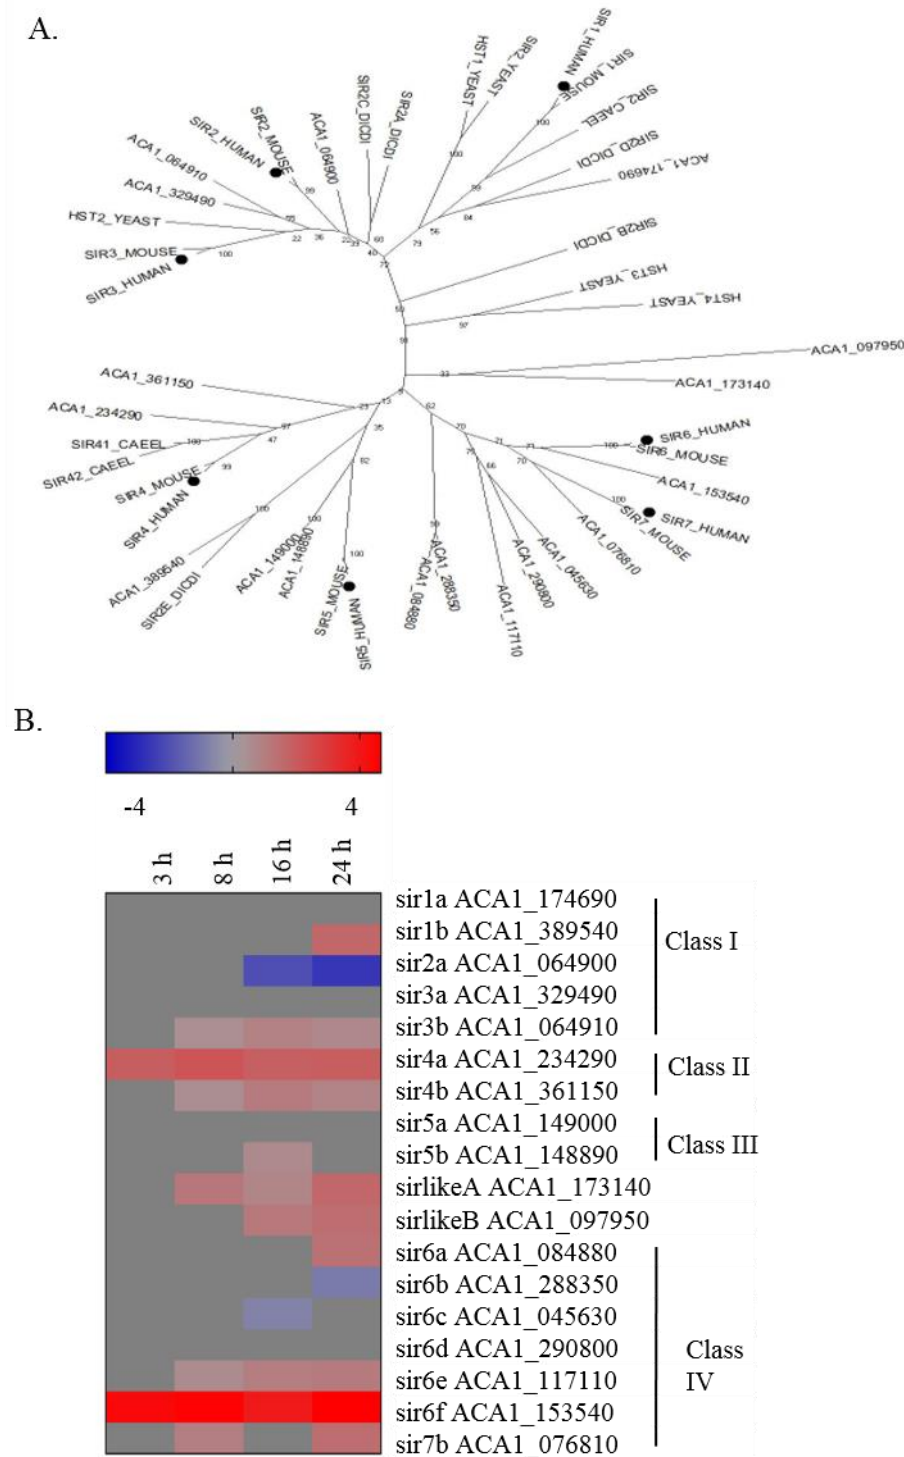 A.
SIR1_HUMAN
SIR1_MOUSE
SIR2_CAEEL
SIR2D_DICDI
ACA1_174690
SIR2_YEAST
HST1_YEAST
SIR2A_DICDI
SIR2C_DICDI
ACA1_064900
SIR2_MOUSE
SIR2_HUMAN
ACA1_064910
ACA1_329490
HST2_YEAST
SIR3_MOUSE
SIR3_HUMAN
SIR2B_DICDI
HST3_YEAST
HST4_YEAST
ACA1_097950
ACA1_173140
SIR6_HUMAN
SIR6_MOUSE
ACA1_153540
SIR7_HUMAN
SIR7_MOUSE
ACA1_076810
ACA1_045630
ACA1_290800
ACA1_117110
ACA1_288350
ACA1_084880
SIR5_HUMAN
SIR5_MOUSE
ACA1_148890
ACA1_149000
SIR2E_DICDI
ACA1_389540
SIR4_HUMAN
SIR4_MOUSE
SIR42_CAEEL
SIR41_CAEEL
ACA1_234290
ACA1_361150
B.
-4 4
3 h 8 h 16 h 24 h
sir1a ACA1_174690
sir1b ACA1_389540
Class I
sir2a ACA1_064900
sir3a ACA1_329490
sir3b ACA1_064910
sir4a ACA1_234290
Class II
sir4b ACA1_361150
sir5a ACA1_149000
Class III
sir5b ACA1_148890
sirlikeA ACA1_173140
sirlikeB ACA1_097950
sir6a ACA1_084880
sir6b ACA1_288350
sir6c ACA1_045630
sir6d ACA1_290800
Class
IV
sir6e ACA1_117110
sir6f ACA1_153540
sir7b ACA1_076810